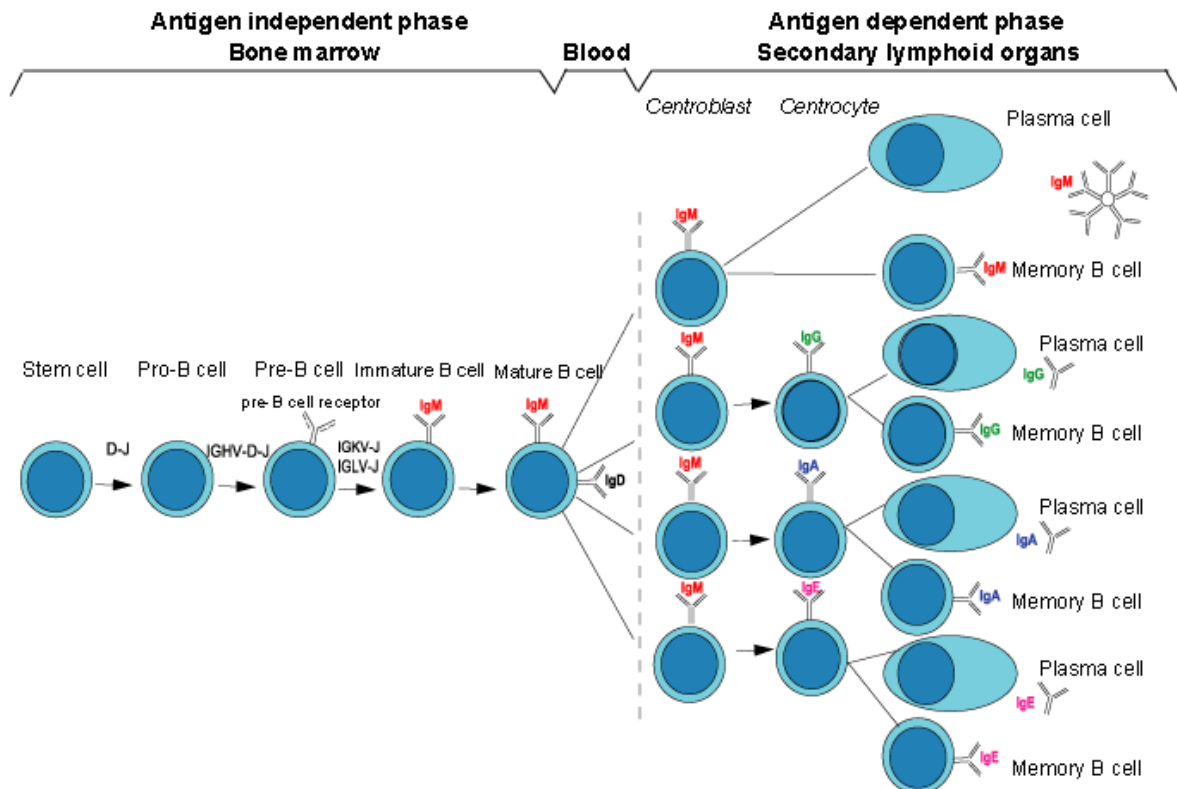 Antigen independent phase
Bone marrow
Blood
Antigen dependent phase
Secondary lymphoid organs
Centroblast
Centrocyte
Plasma cell
IgM
IgM
Memory B cell
IgM
IgM
IgG
Plasma cell
IgG
Memory B cell
IgG
Stem cell
Pro-B cell
Pre-B cell
Immature B cell
Mature B cell
pre-B cell receptor
IgM
IgM
D-J
IGHV-D-J
IGKV-J
IGLV-J
IgD
IgM
IgA
Plasma cell
IgA
Memory B cell
IgA
IgM
IgE
Plasma cell
IgE
Memory B cell
IgE